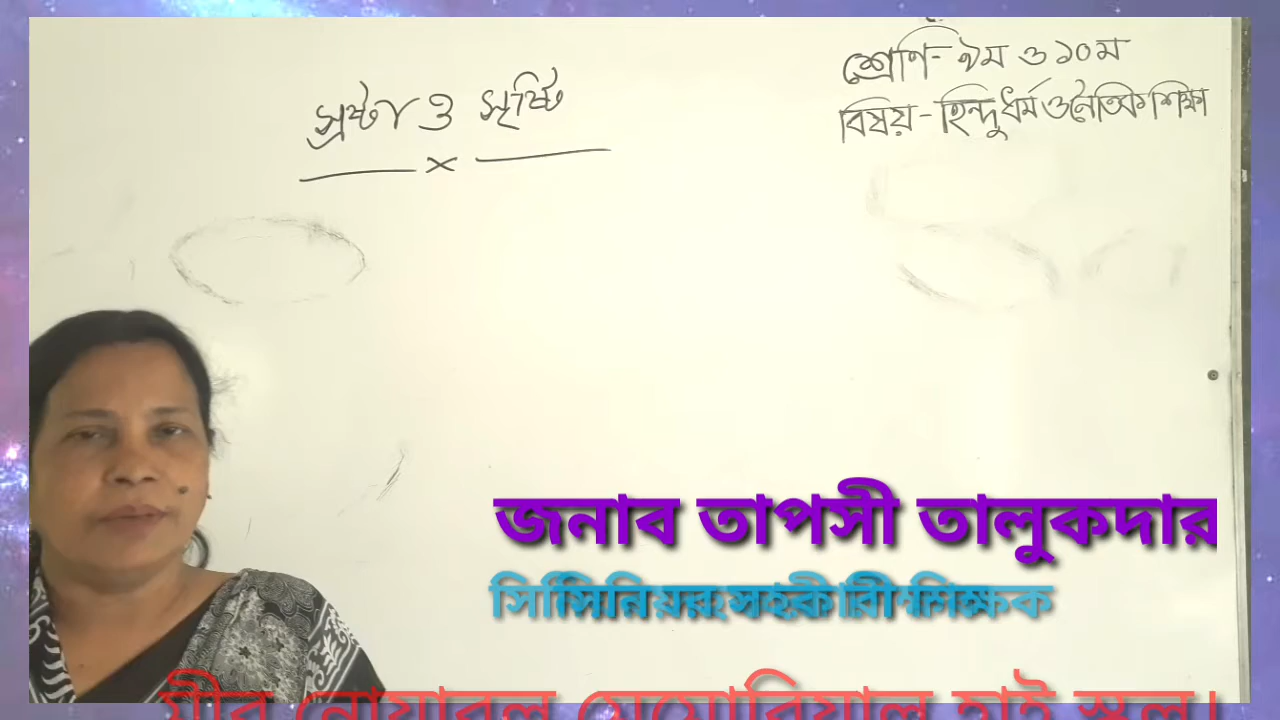 শ্রেণি- ৯ম ও ১০ম
বিষয় - হিন্দু ধর্ম ও নৈতিক শিক্ষা
স্রষ্টা ও সৃষ্টি
×
জনাব তাপসী তালুকদার
সিনিয়র সহকারী শিক্ষক
মেমোরিয়াল হাই স্কুল।